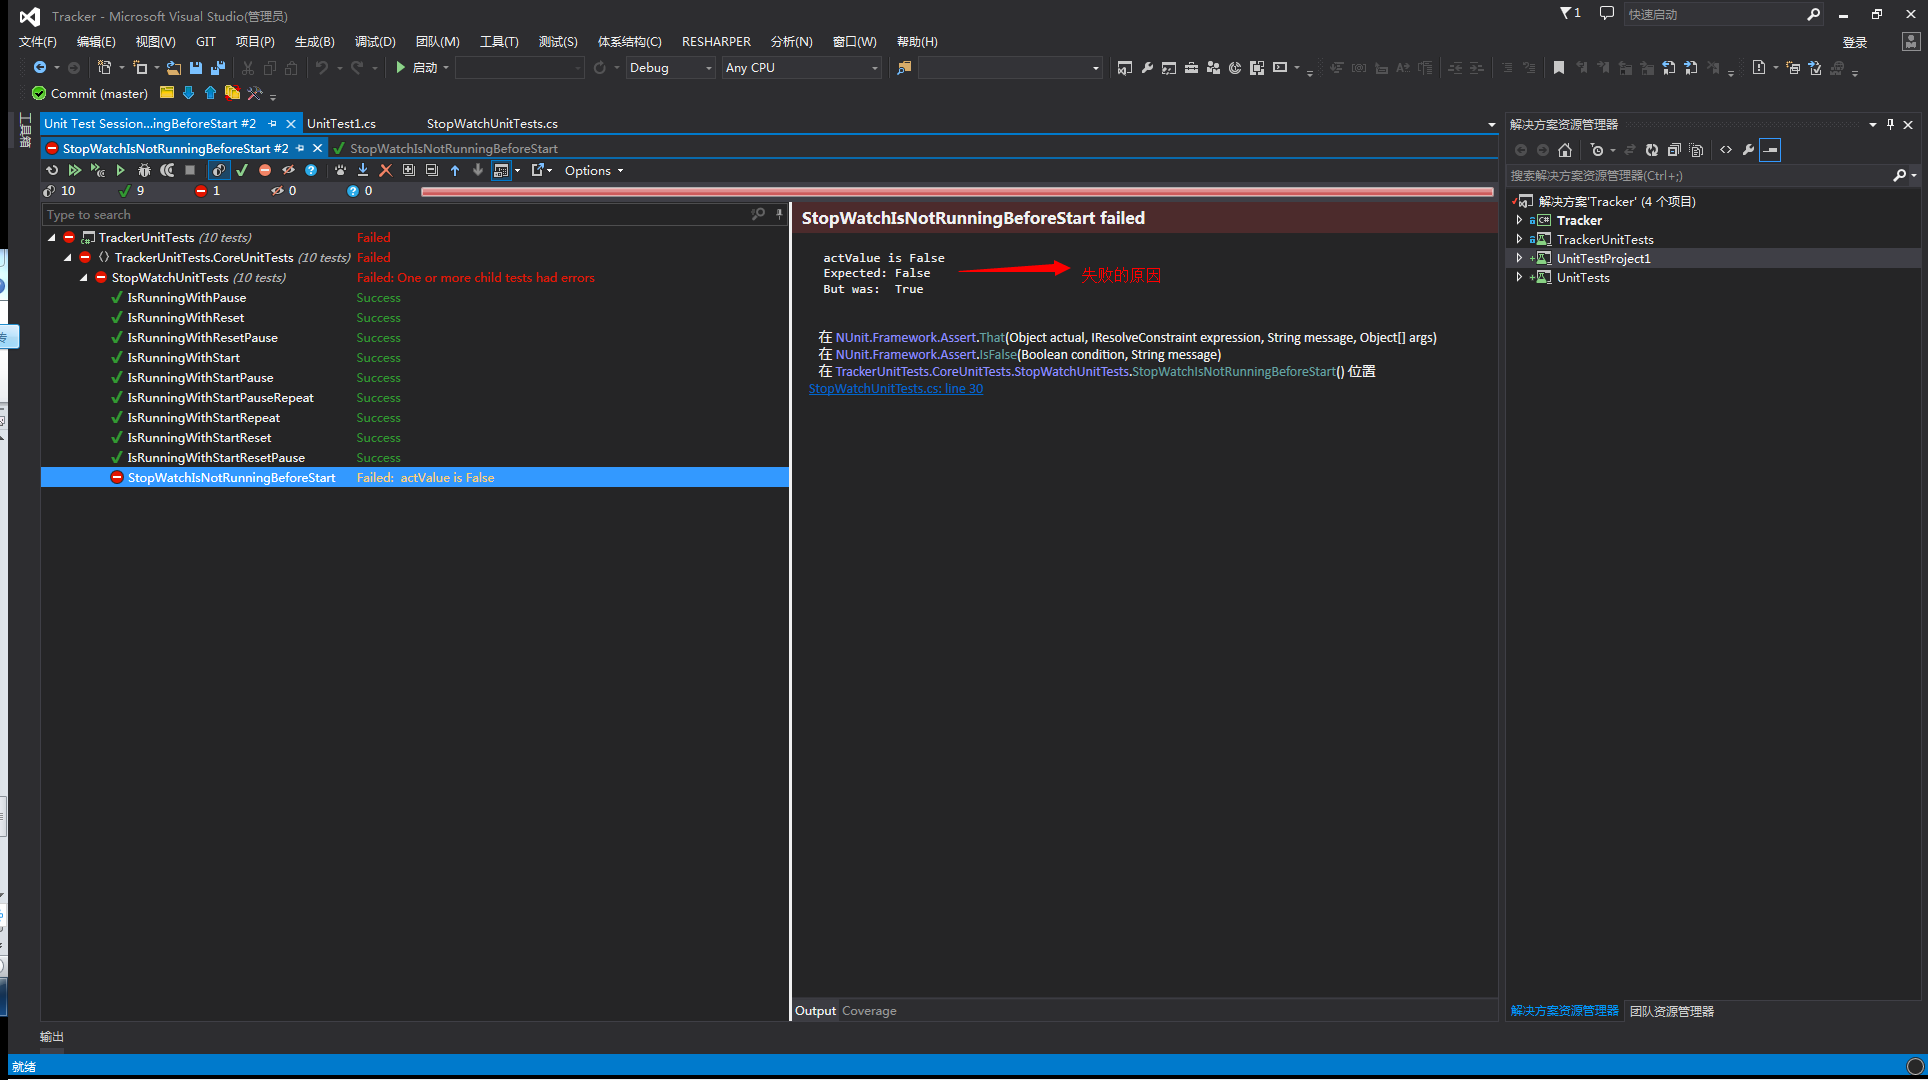 Tracker - Microsoft Visual Studio(管理员)
1
快速启动
文件(F) 编辑(E) 视图(V) GIT 项目(P) 生成(B) 调试(D) 团队(M) 工具(T) 测试(S) 体系结构(C) RESHARPER 分析(N) 窗口(W) 帮助(H)
登录
启动 Debug Any CPU
Commit (master)
工具箱
Unit Test Session...ingBeforeStart #2 UnitTest1.cs StopWatchUnitTests.cs
StopWatchIsNotRunningBeforeStart #2 StopWatchIsNotRunningBeforeStart
Options
10 9 1 0 0
Type to search
TrackerUnitTests (10 tests) Failed
TrackerUnitTests.CoreUnitTests (10 tests) Failed
StopWatchUnitTests (10 tests) Failed: One or more child tests had errors
IsRunningWithPause Success
IsRunningWithReset Success
IsRunningWithResetPause Success
IsRunningWithStart Success
IsRunningWithStartPause Success
IsRunningWithStartPauseRepeat Success
IsRunningWithStartRepeat Success
IsRunningWithStartReset Success
IsRunningWithStartResetPause Success
StopWatchIsNotRunningBeforeStart Failed: actValue is False
StopWatchIsNotRunningBeforeStart failed
actValue is False
Expected: False
But was: True
失败的原因
在 NUnit.Framework.Assert.That(Object actual, IResolveConstraint expression, String message, Object[] args)
在 NUnit.Framework.Assert.IsFalse(Boolean condition, String message)
在 TrackerUnitTests.CoreUnitTests.StopWatchUnitTests.StopWatchIsNotRunningBeforeStart() 位置
StopWatchUnitTests.cs: line 30
Output Coverage
解决方案资源管理器
搜索解决方案资源管理器(Ctrl+;)
解决方案'Tracker' (4 个项目)
Tracker
TrackerUnitTests
UnitTestProject1
UnitTests
解决方案资源管理器 团队资源管理器
输出
就绪